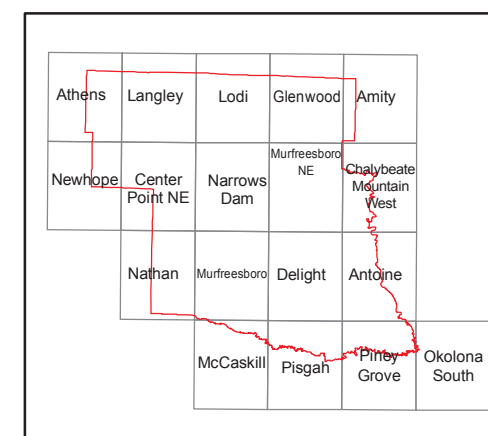 Athens
Langley
Lodi
Glenwood
Amity
Newhope
Center
Point NE
Narrows
Dam
Murfreesboro
NE
Chalybeate
Mountain
West
Nathan
Murfreesboro
Delight
Antoine
McCaskill
Pisgah
Piney
Grove
Okolona
South